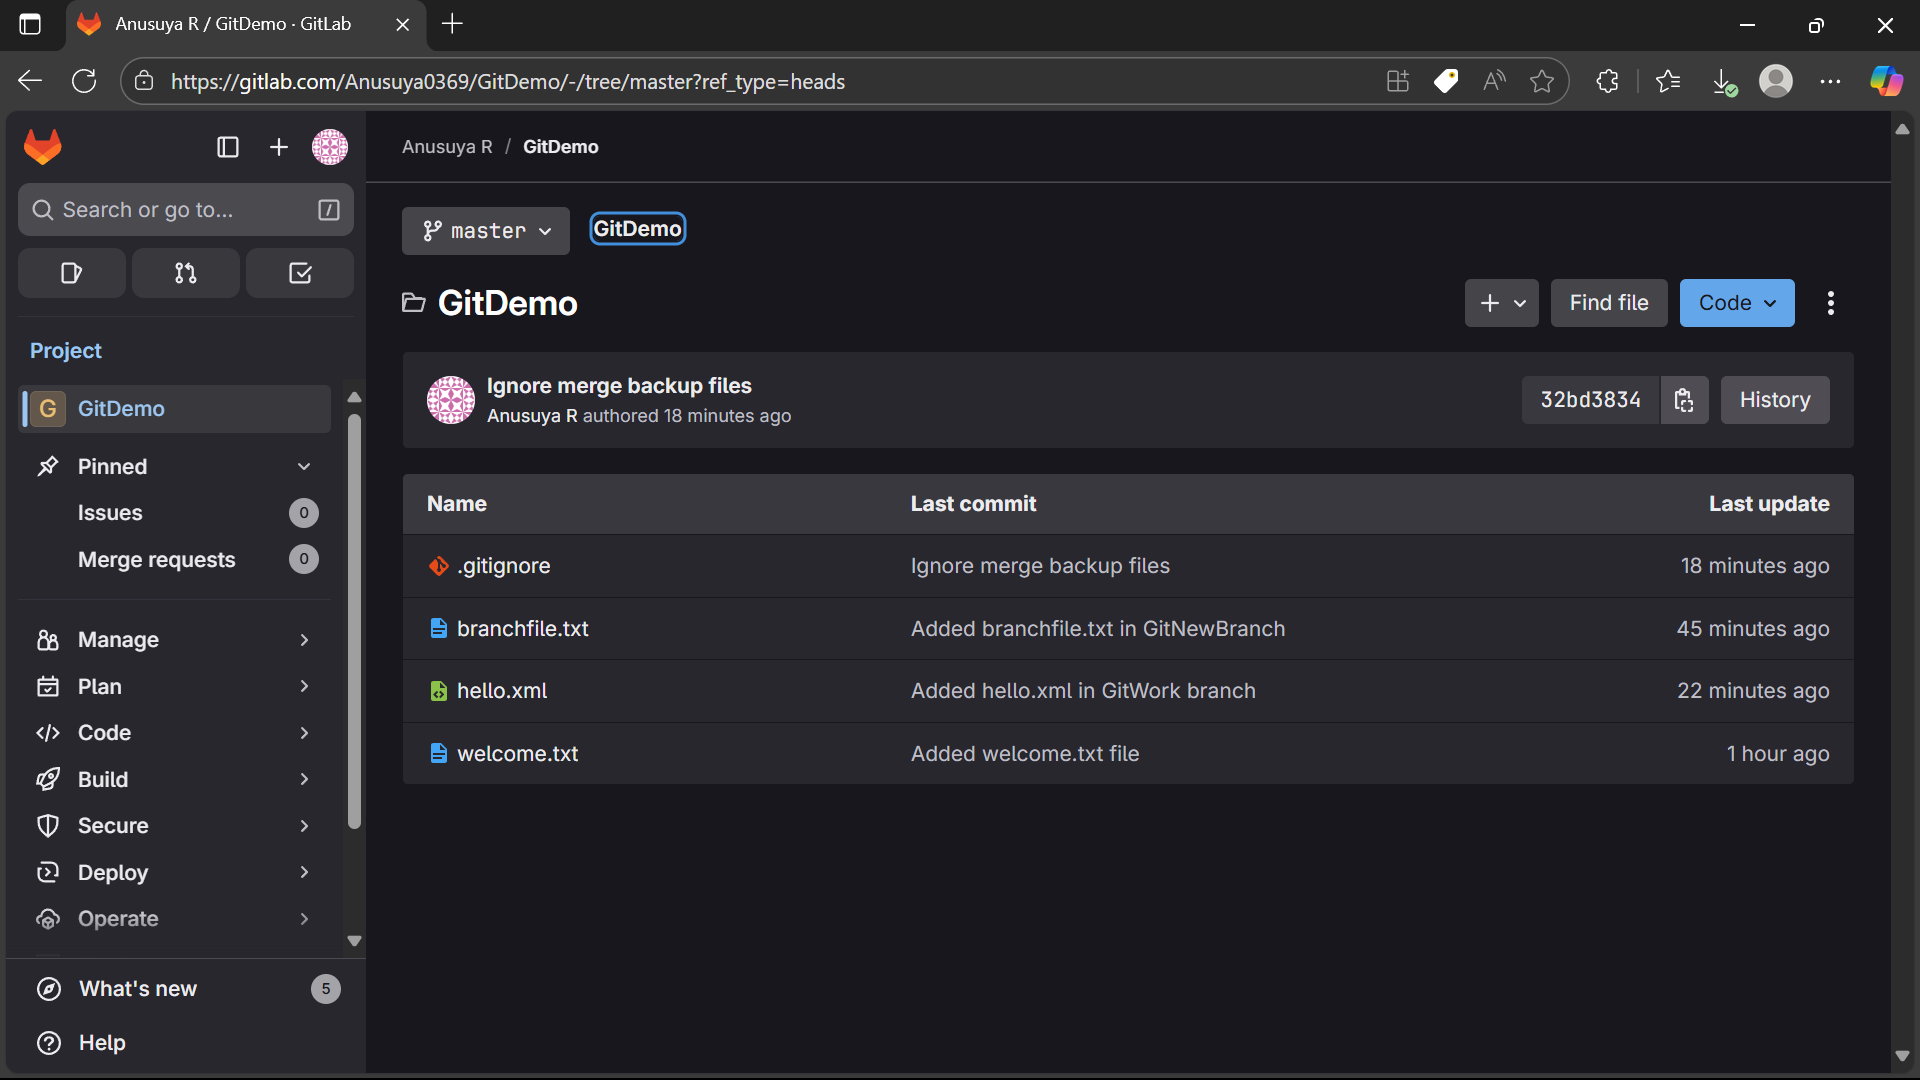 Anusuya R / GitDemo · GitLab
https://gitlab.com/Anusuya0369/GitDemo/-/tree/master?ref_type=heads
Anusuya R / GitDemo
Search or go to... /
master GitDemo
GitDemo
+ Find file Code
Project
G GitDemo
Pinned
Issues 0
Merge requests 0
Manage
Plan
Code
Build
Secure
Deploy
Operate
What's new 5
Help
Ignore merge backup files
Anusuya R authored 18 minutes ago
32bd3834 History
Name Last commit Last update
.gitignore Ignore merge backup files 18 minutes ago
branchfile.txt Added branchfile.txt in GitNewBranch 45 minutes ago
hello.xml Added hello.xml in GitWork branch 22 minutes ago
welcome.txt Added welcome.txt file 1 hour ago